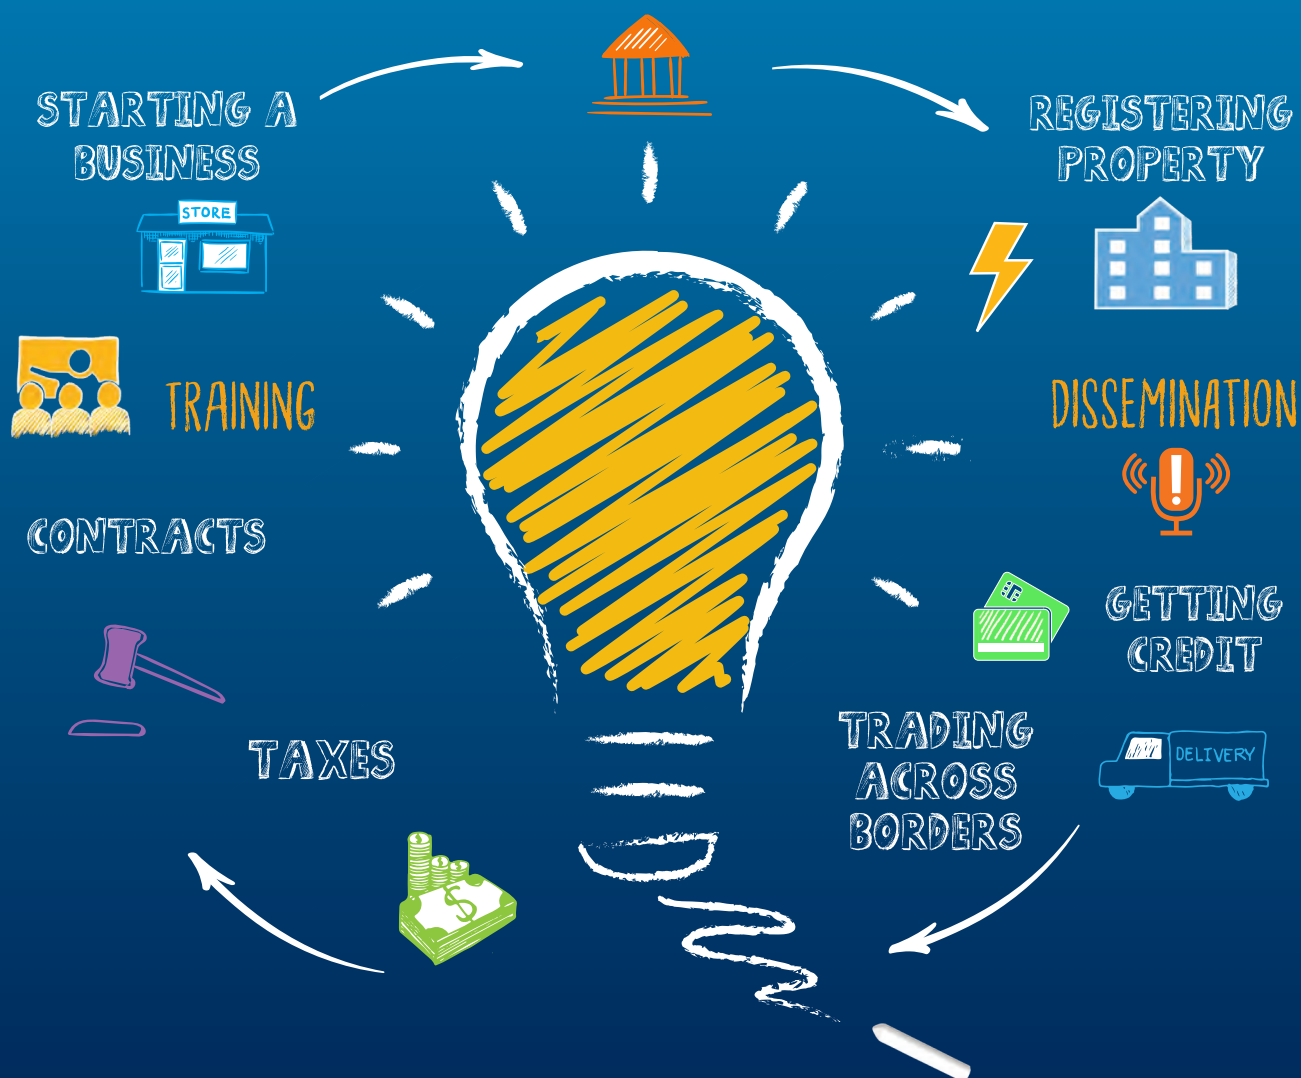 STARTING A
BUSINESS
STORE
REGISTERING
PROPERTY
TRAINING
DISSEMINATION
CONTRACTS
GETTING
CREDIT
TAXES
TRADING
ACROSS
BORDERS
DELIVERY
$